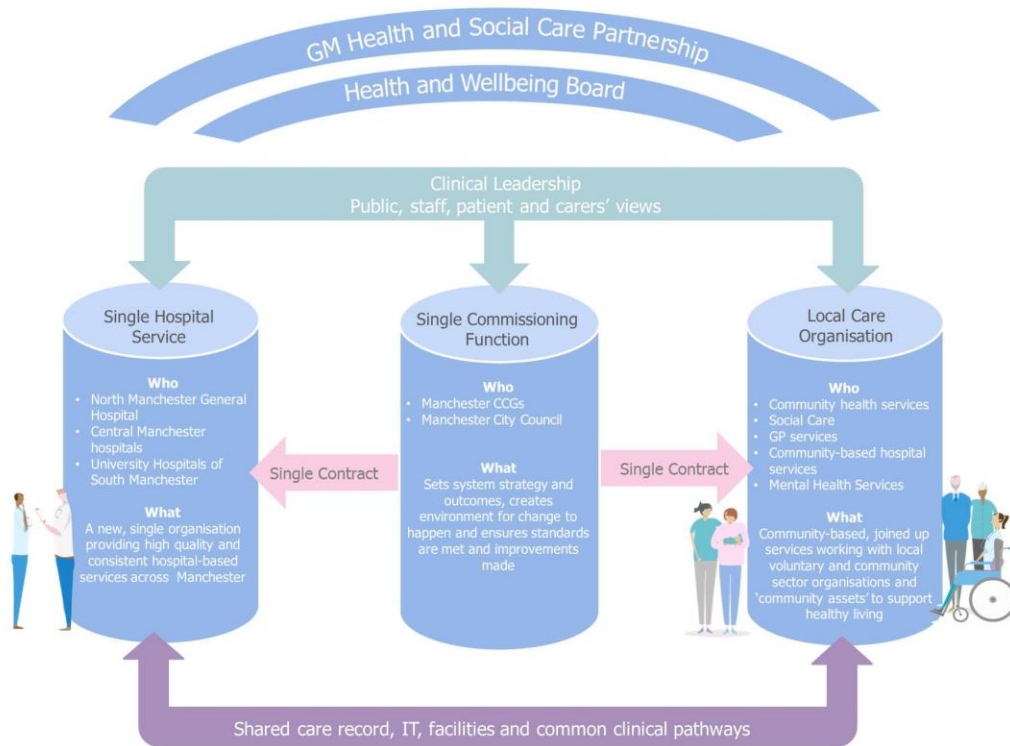 GM Health and Social Care Partnership
Health and Wellbeing Board
Clinical Leadership
Public, staff, patient and carers’ views
Single Hospital
Service
Who
• North Manchester General
Hospital
• Central Manchester
hospitals
• University Hospitals of
South Manchester
What
A new, single organisation
providing high quality and
consistent hospital-based
services across Manchester
Single Contract
Single Commissioning
Function
Who
• Manchester CCGs
• Manchester City Council
What
Sets system strategy and
outcomes, creates
environment for change to
happen and ensures standards
are met and improvements
made
Single Contract
Local Care
Organisation
Who
• Community health services
• Social Care
• GP services
• Community-based hospital
services
• Mental Health Services
What
Community-based, joined up
services working with local
voluntary and community
sector organisations and
‘community assets’ to support
healthy living
Shared care record, IT, facilities and common clinical pathways